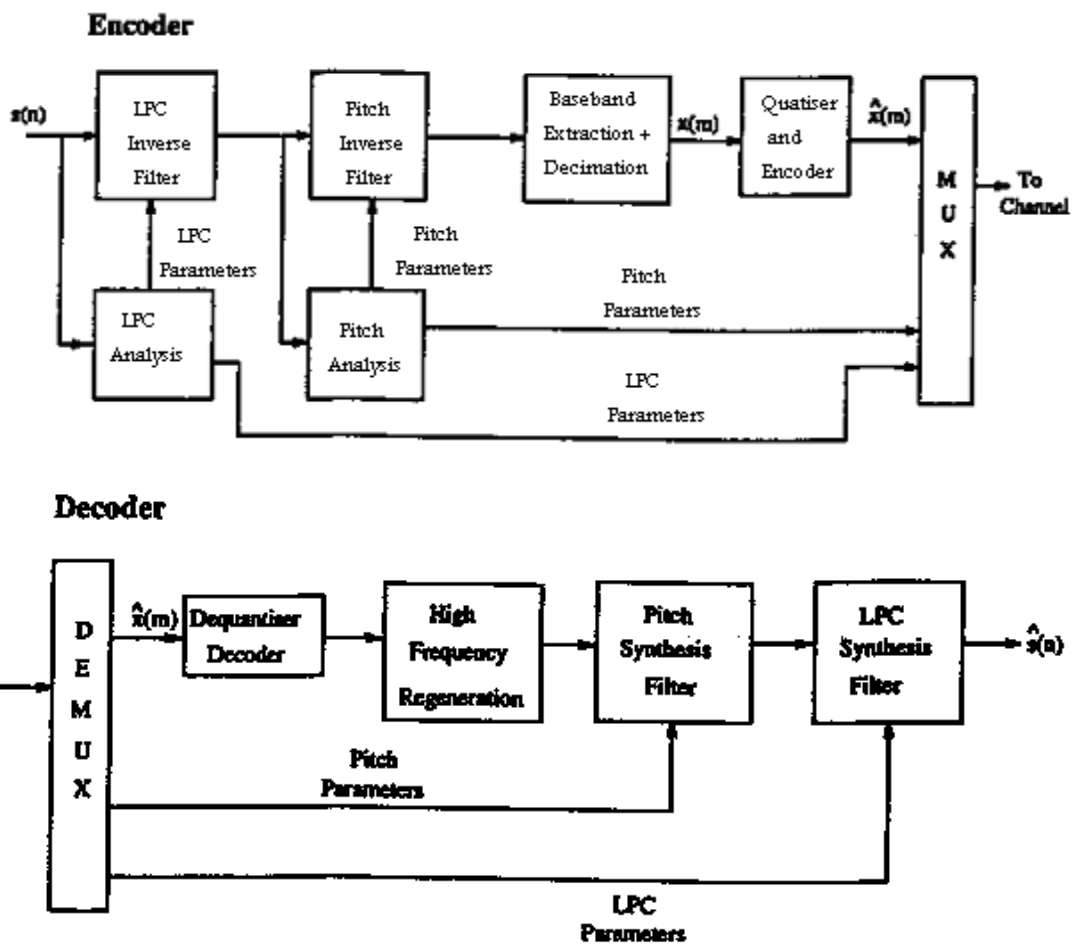 Encoder
s(n)
LPC
Inverse
Filter
Pitch
Inverse
Filter
Baseband
Extraction +
Decimation
x(m)
Quatiser
and
Encoder
x̂(m)
M
U
X
To
Channel
LPC
Parameters
Pitch
Parameters
LPC
Analysis
Pitch
Analysis
Pitch
Parameters
LPC
Parameters
Decoder
D
E
M
U
X
x̂(m)
Dequantiser
Decoder
High
Frequency
Regeneration
Pitch
Synthesis
Filter
LPC
Synthesis
Filter
ŝ(n)
Pitch
Parameters
LPC
Parameters